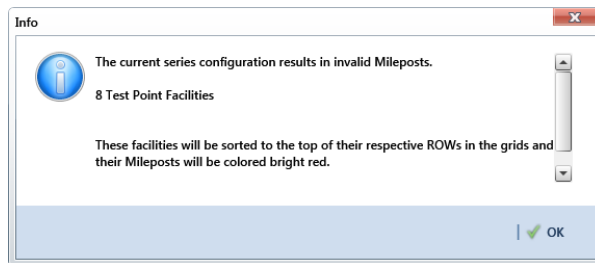 Info
The current series configuration results in invalid Mileposts.
8 Test Point Facilities
These facilities will be sorted to the top of their respective ROWs in the grids and
their Mileposts will be colored bright red.
OK